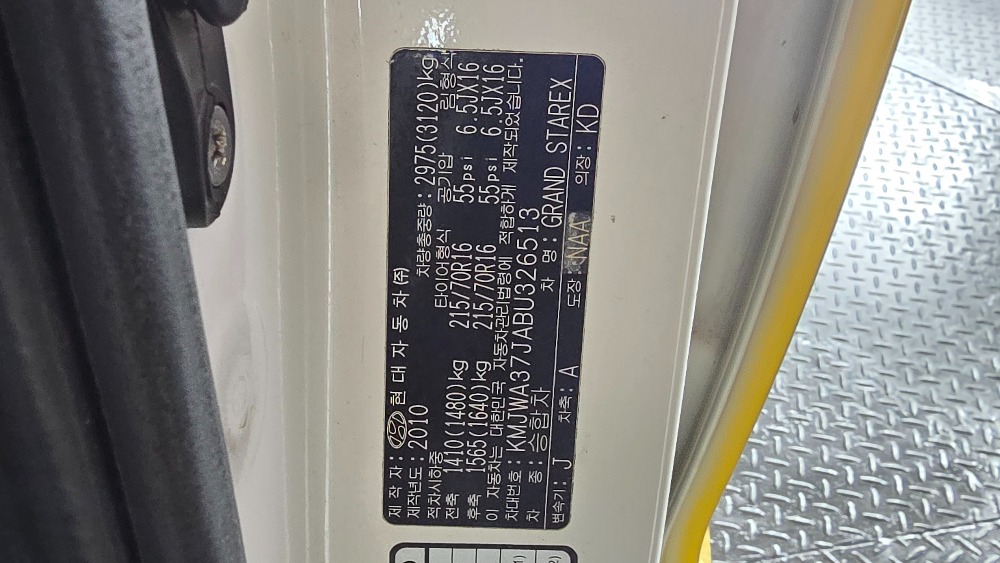 제 작 자 : 현 대 자 동 차 ㈜
제작년도: 2010 차량총중량: 2975(3120)kg
적차시하중 타이어형식 공기압 림형식
전축 1410(1480)kg 215/70R16 55psi 6.5JX16
후축 1565(1640)kg 215/70R16 55psi 6.5JX16
이 자동차는 대한민국 자동차관리법령에 적합하게 제작되었습니다.
차대번호: KMJWA37JABU326513
차 종: 승합차 차 명: GRAND STAREX
변속기: J 차축: A 도장: NAA 의장: KD